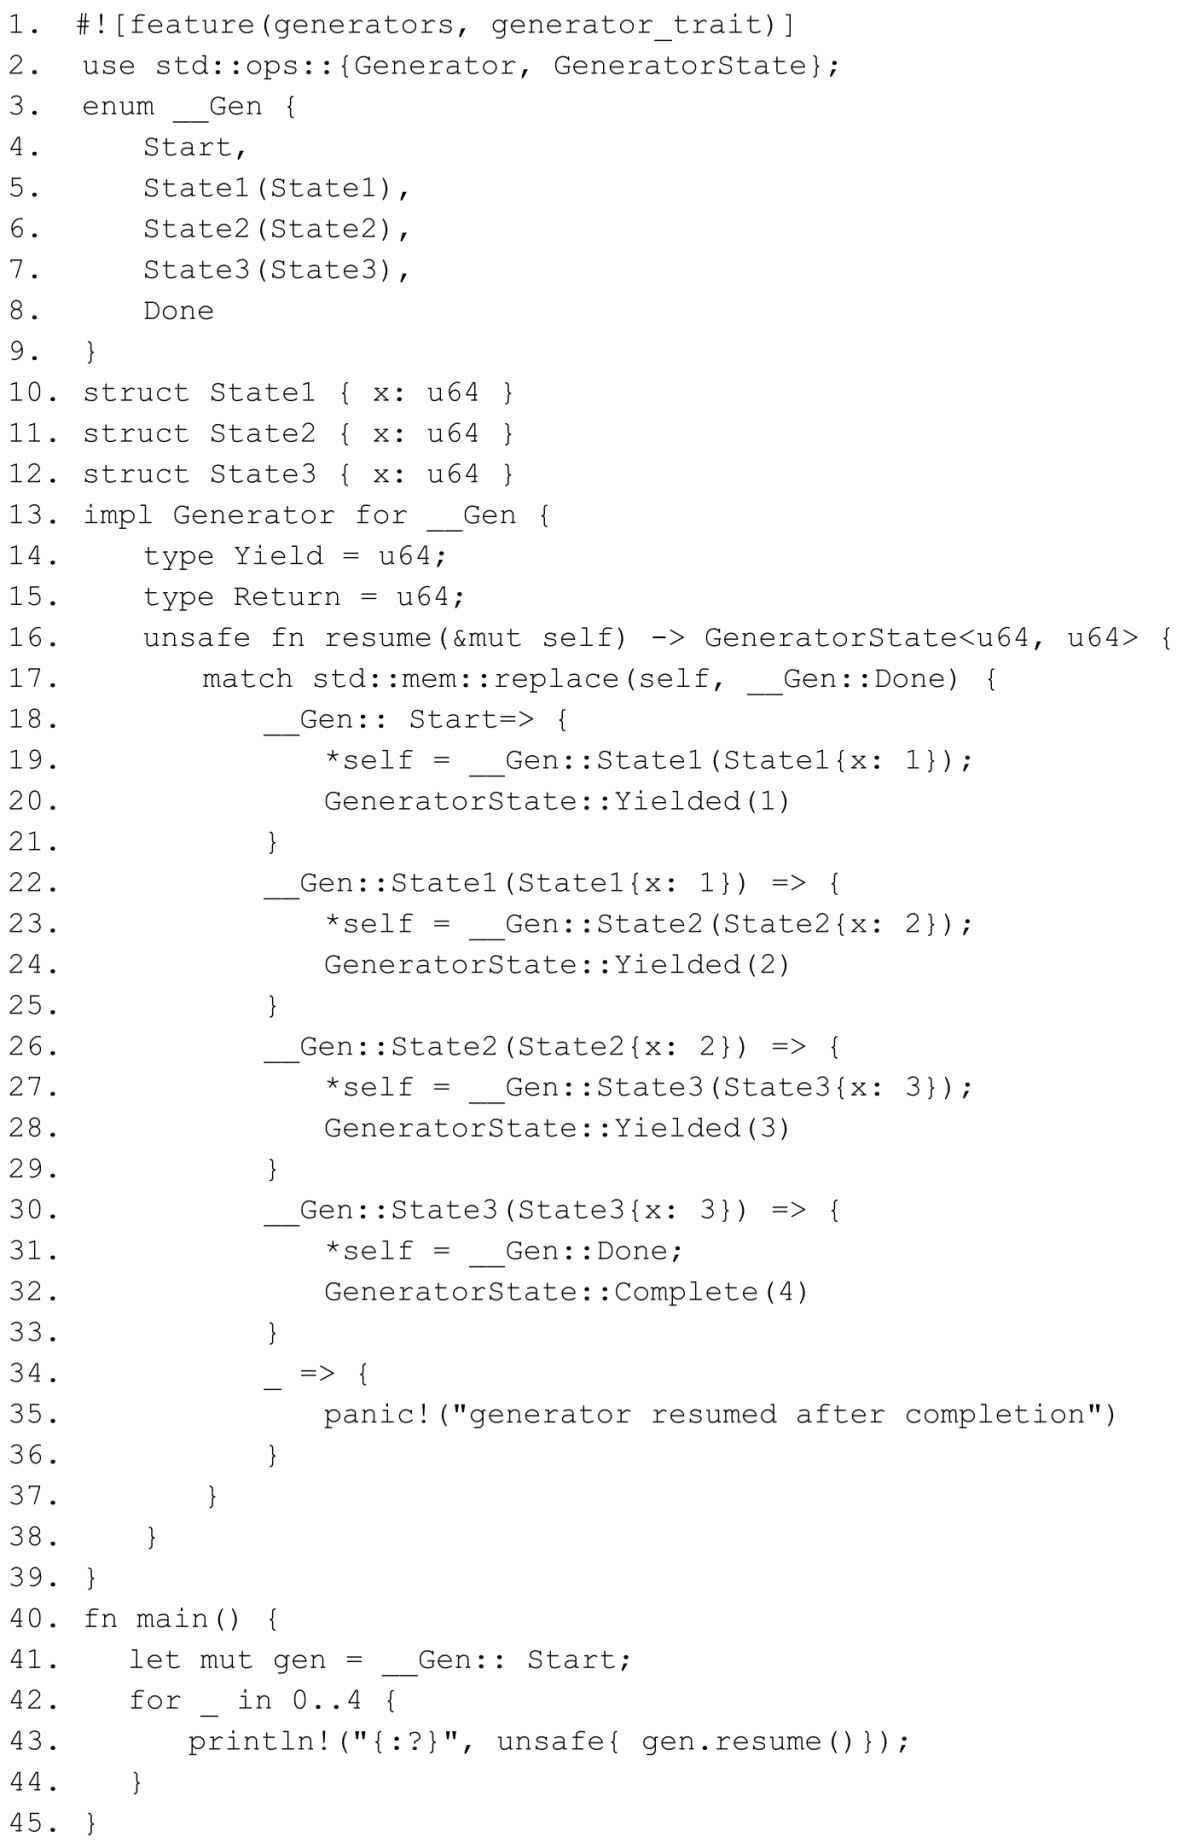 1.  #![feature(generators, generator_trait)]
2.  use std::ops::{Generator, GeneratorState};
3.  enum __Gen {
4.      Start,
5.      State1(State1),
6.      State2(State2),
7.      State3(State3),
8.      Done
9.  }
10. struct State1 { x: u64 }
11. struct State2 { x: u64 }
12. struct State3 { x: u64 }
13. impl Generator for __Gen {
14.     type Yield = u64;
15.     type Return = u64;
16.     unsafe fn resume(&mut self) -> GeneratorState<u64, u64> {
17.         match std::mem::replace(self, __Gen::Done) {
18.             __Gen:: Start=> {
19.                 *self = __Gen::State1(State1{x: 1});
20.                 GeneratorState::Yielded(1)
21.             }
22.             __Gen::State1(State1{x: 1}) => {
23.                 *self = __Gen::State2(State2{x: 2});
24.                 GeneratorState::Yielded(2)
25.             }
26.             __Gen::State2(State2{x: 2}) => {
27.                 *self = __Gen::State3(State3{x: 3});
28.                 GeneratorState::Yielded(3)
29.             }
30.             __Gen::State3(State3{x: 3}) => {
31.                 *self = __Gen::Done;
32.                 GeneratorState::Complete(4)
33.             }
34.             _ => {
35.                 panic!("generator resumed after completion")
36.             }
37.         }
38.     }
39. }
40. fn main() {
41.    let mut gen = __Gen:: Start;
42.    for _ in 0..4 {
43.       println!("{:?}", unsafe{ gen.resume()});
44.    }
45. }